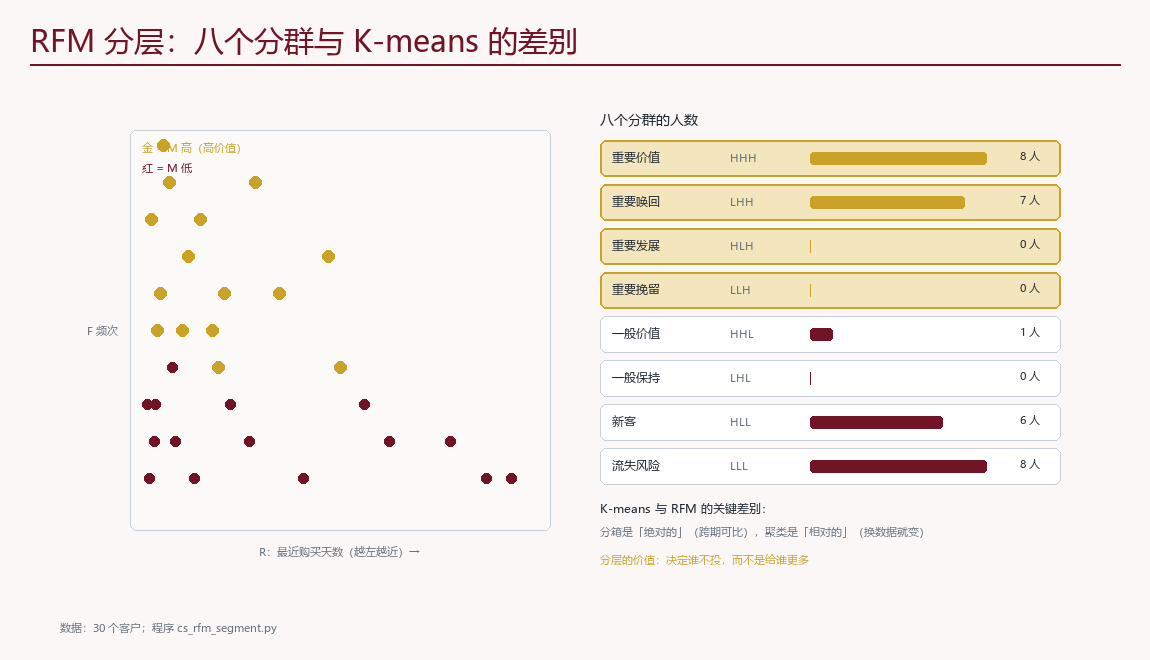 RFM 分层：八个分群与 K-means 的差别
金 = M 高（高价值）
红 = M 低
F 频次
R：最近购买天数（越左越近）→
八个分群的人数
重要价值 HHH 8 人
重要唤回 LHH 7 人
重要发展 HLH 0 人
重要挽留 LLH 0 人
一般价值 HHL 1 人
一般保持 LHL 0 人
新客 HLL 6 人
流失风险 LLL 8 人
K-means 与 RFM 的关键差别：
分箱是「绝对的」（跨期可比），聚类是「相对的」（换数据就变）
分层的价值：决定谁不投，而不是给谁更多
数据：30 个客户；程序 cs_rfm_segment.py